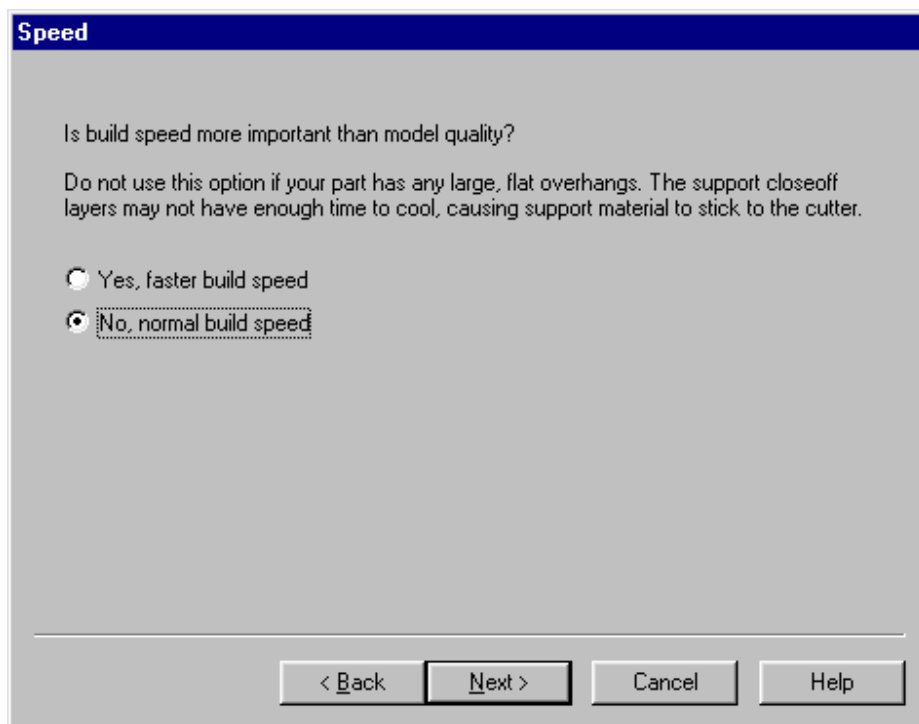 Speed
Is build speed more important than model quality?
Do not use this option if your part has any large, flat overhangs. The support closeoff
layers may not have enough time to cool, causing support material to stick to the cutter.
Yes, faster build speed
No, normal build speed
< Back
Next >
Cancel
Help